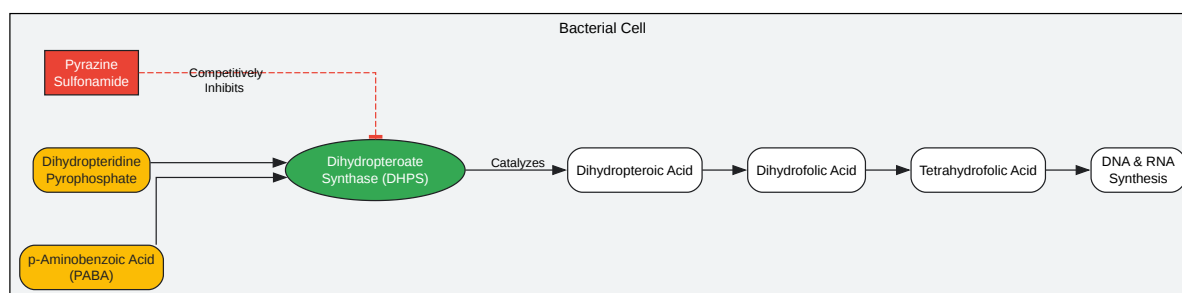 Bacterial Cell
Pyrazine
Sulfonamide
Competitively
Inhibits
Dihydropteridine
Pyrophosphate
Dihydropteroate
Synthase (DHPS)
Catalyzes
Dihydropteroic Acid
Dihydrofolic Acid
Tetrahydrofolic Acid
DNA & RNA
Synthesis
p-Aminobenzoic Acid
(PABA)